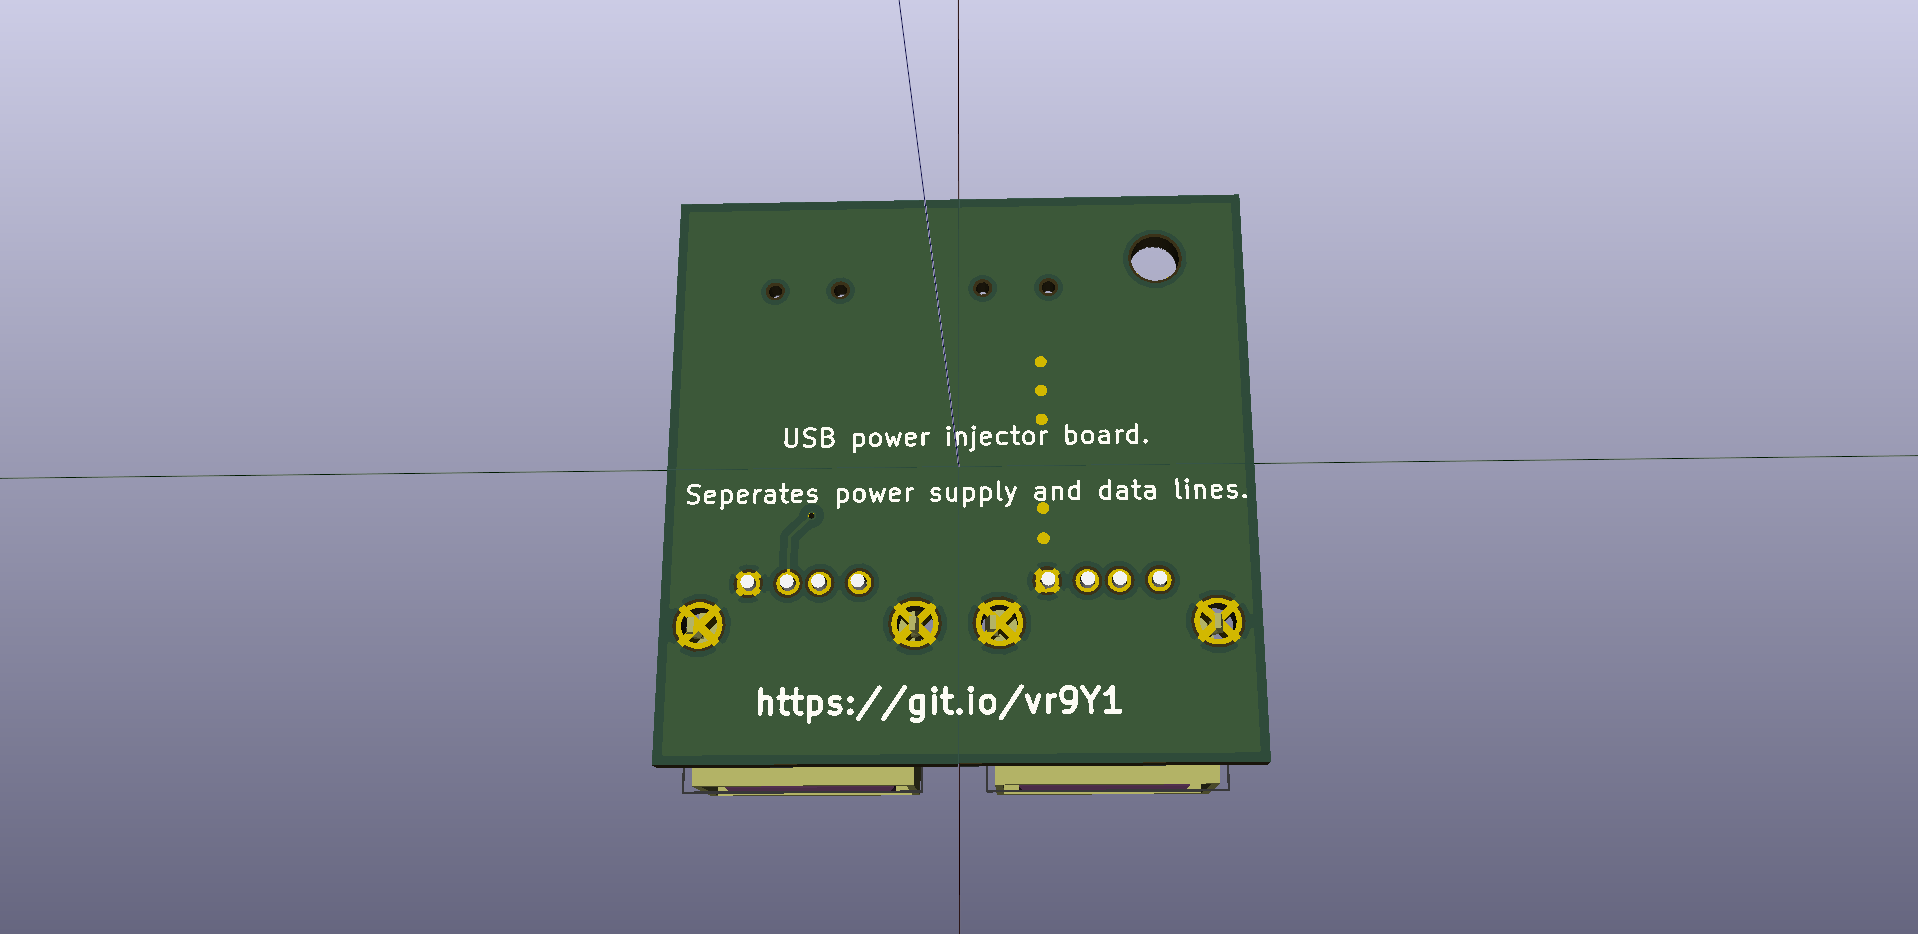 USB power injector board.
Seperates power supply and data lines.
https://git.io/vr9Y1